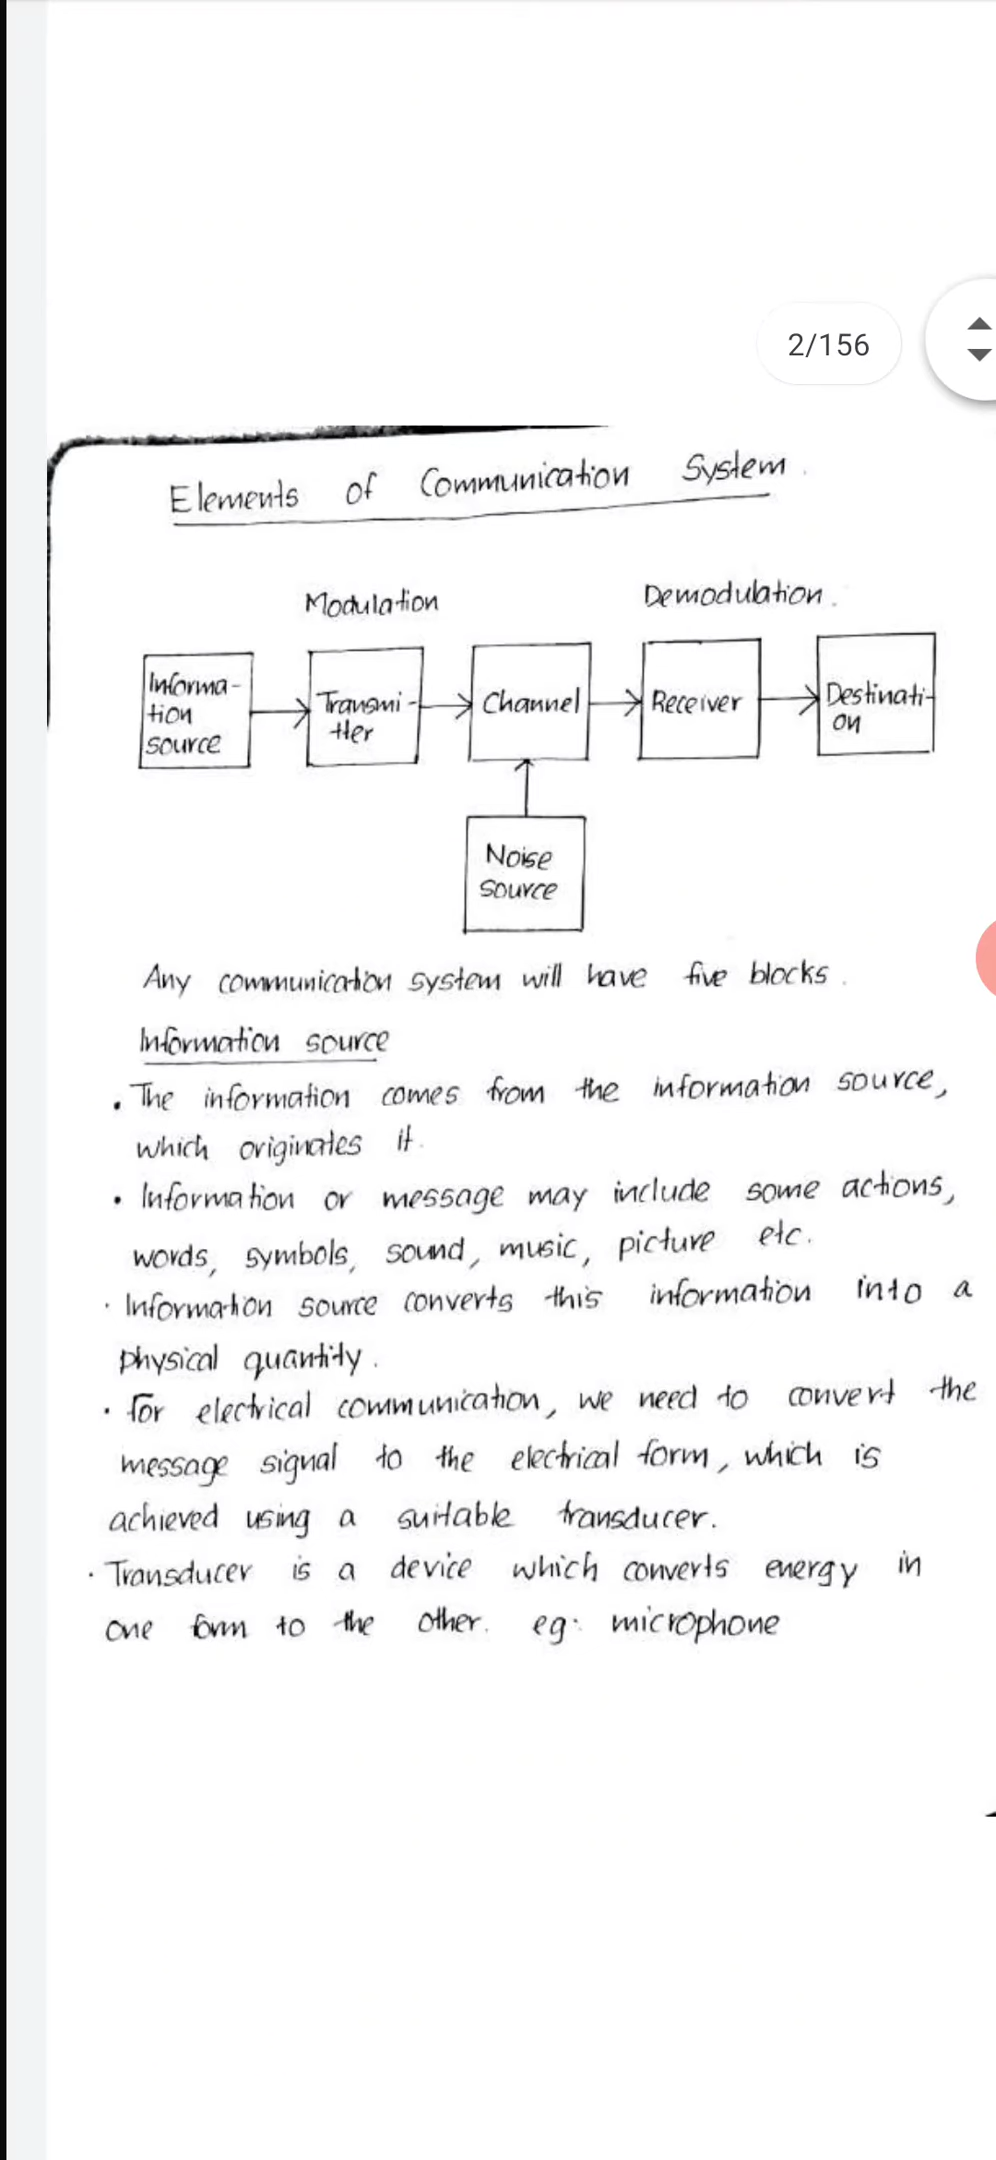 2/156
Elements of Communication System.
Modulation
Demodulation.
Informa-
tion
source
Transmi-
tter
Channel
Receiver
Destinati-
on
Noise
source
Any communication system will have five blocks.
Information source
. The information comes from the information source,
which originates it.
• Information or message may include some actions,
words, symbols, sound, music, picture etc.
· Information source converts this information into a
physical quantity.
· For electrical communication, we need to convert the
message signal to the electrical form, which is
achieved using a suitable transducer.
· Transducer is a device which converts energy in
one form to the other. eg: microphone